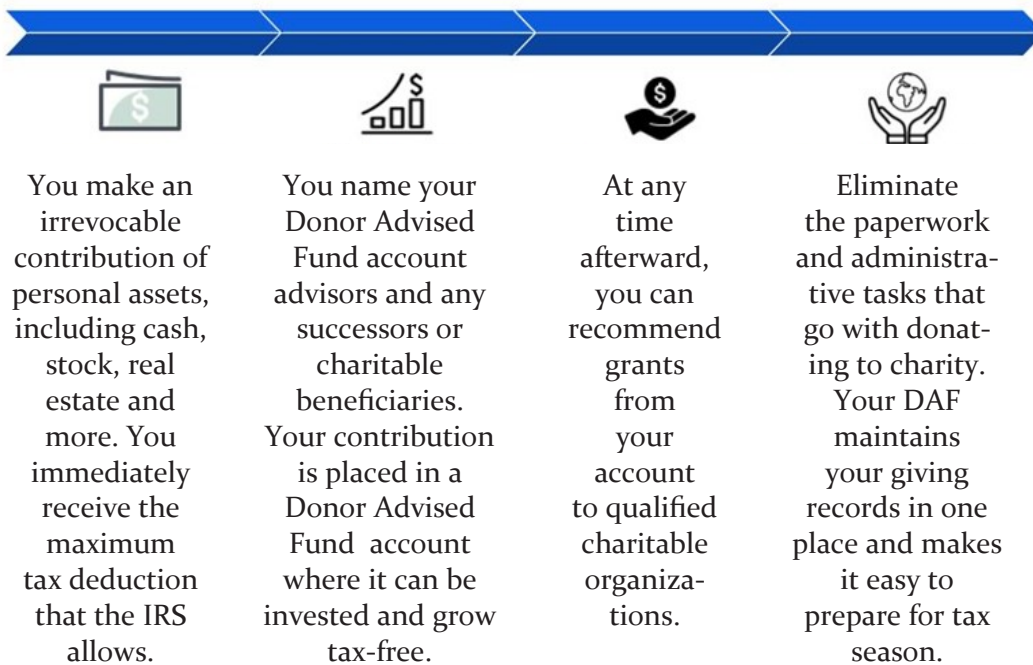 $
You make an
irrevocable
contribution of
personal assets,
including cash,
stock, real
estate and
more. You
immediately
receive the
maximum
tax deduction
that the IRS
allows.
$
You name your
Donor Advised
Fund account
advisors and any
successors or
charitable
beneficiaries.
Your contribution
is placed in a
Donor Advised
Fund account
where it can be
invested and grow
tax-free.
$
At any
time
afterward,
you can
recommend
grants
from
your
account
to qualified
charitable
organiza-
tions.
Eliminate
the paperwork
and administra-
tive tasks that
go with donat-
ing to charity.
Your DAF
maintains
your giving
records in one
place and makes
it easy to
prepare for tax
season.